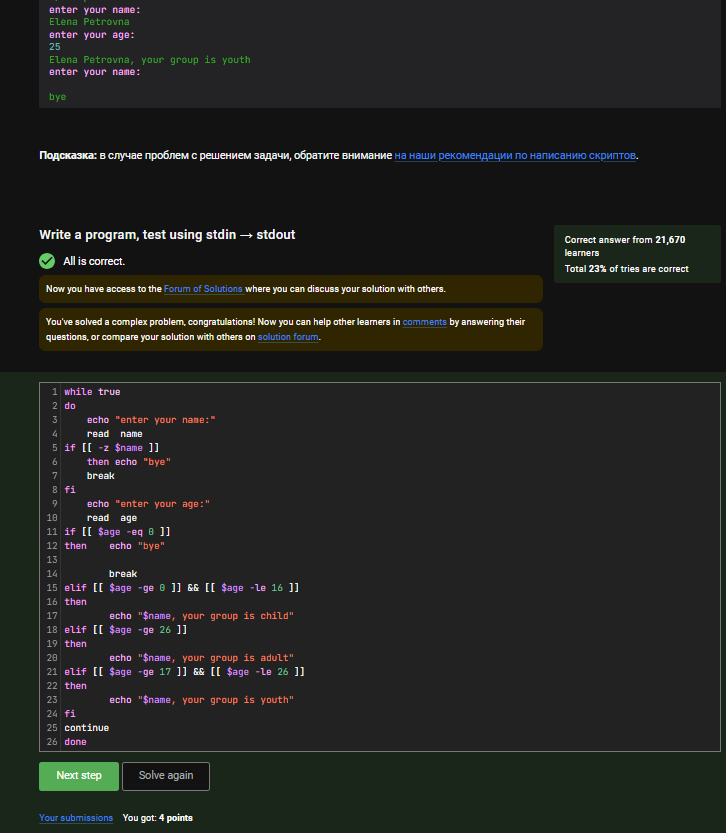 enter your name:
Elena Petrovna
enter your age:
25
Elena Petrovna, your group is youth
enter your name:
bye
Подсказка: в случае проблем с решением задачи, обратите внимание на наши рекомендации по написанию скриптов.
Write a program, test using stdin → stdout
All is correct.
Correct answer from 21,670
learners
Total 23% of tries are correct
Now you have access to the Forum of Solutions where you can discuss your solution with others.
You've solved a complex problem, congratulations! Now you can help other learners in comments by answering their
questions, or compare your solution with others on solution forum.
1 while true
2 do
3 echo "enter your name:"
4 read name
5 if [[ -z $name ]]
6 then echo "bye"
7 break
8 fi
9 echo "enter your age:"
10 read age
11 if [[ $age -eq 0 ]]
12 then echo "bye"
13
14 break
15 elif [[ $age -ge 0 ]] && [[ $age -le 16 ]]
16 then
17 echo "$name, your group is child"
18 elif [[ $age -ge 26 ]]
19 then
20 echo "$name, your group is adult"
21 elif [[ $age -ge 17 ]] && [[ $age -le 26 ]]
22 then
23 echo "$name, your group is youth"
24 fi
25 continue
26 done
Next step
Solve again
Your submissions You got: 4 points